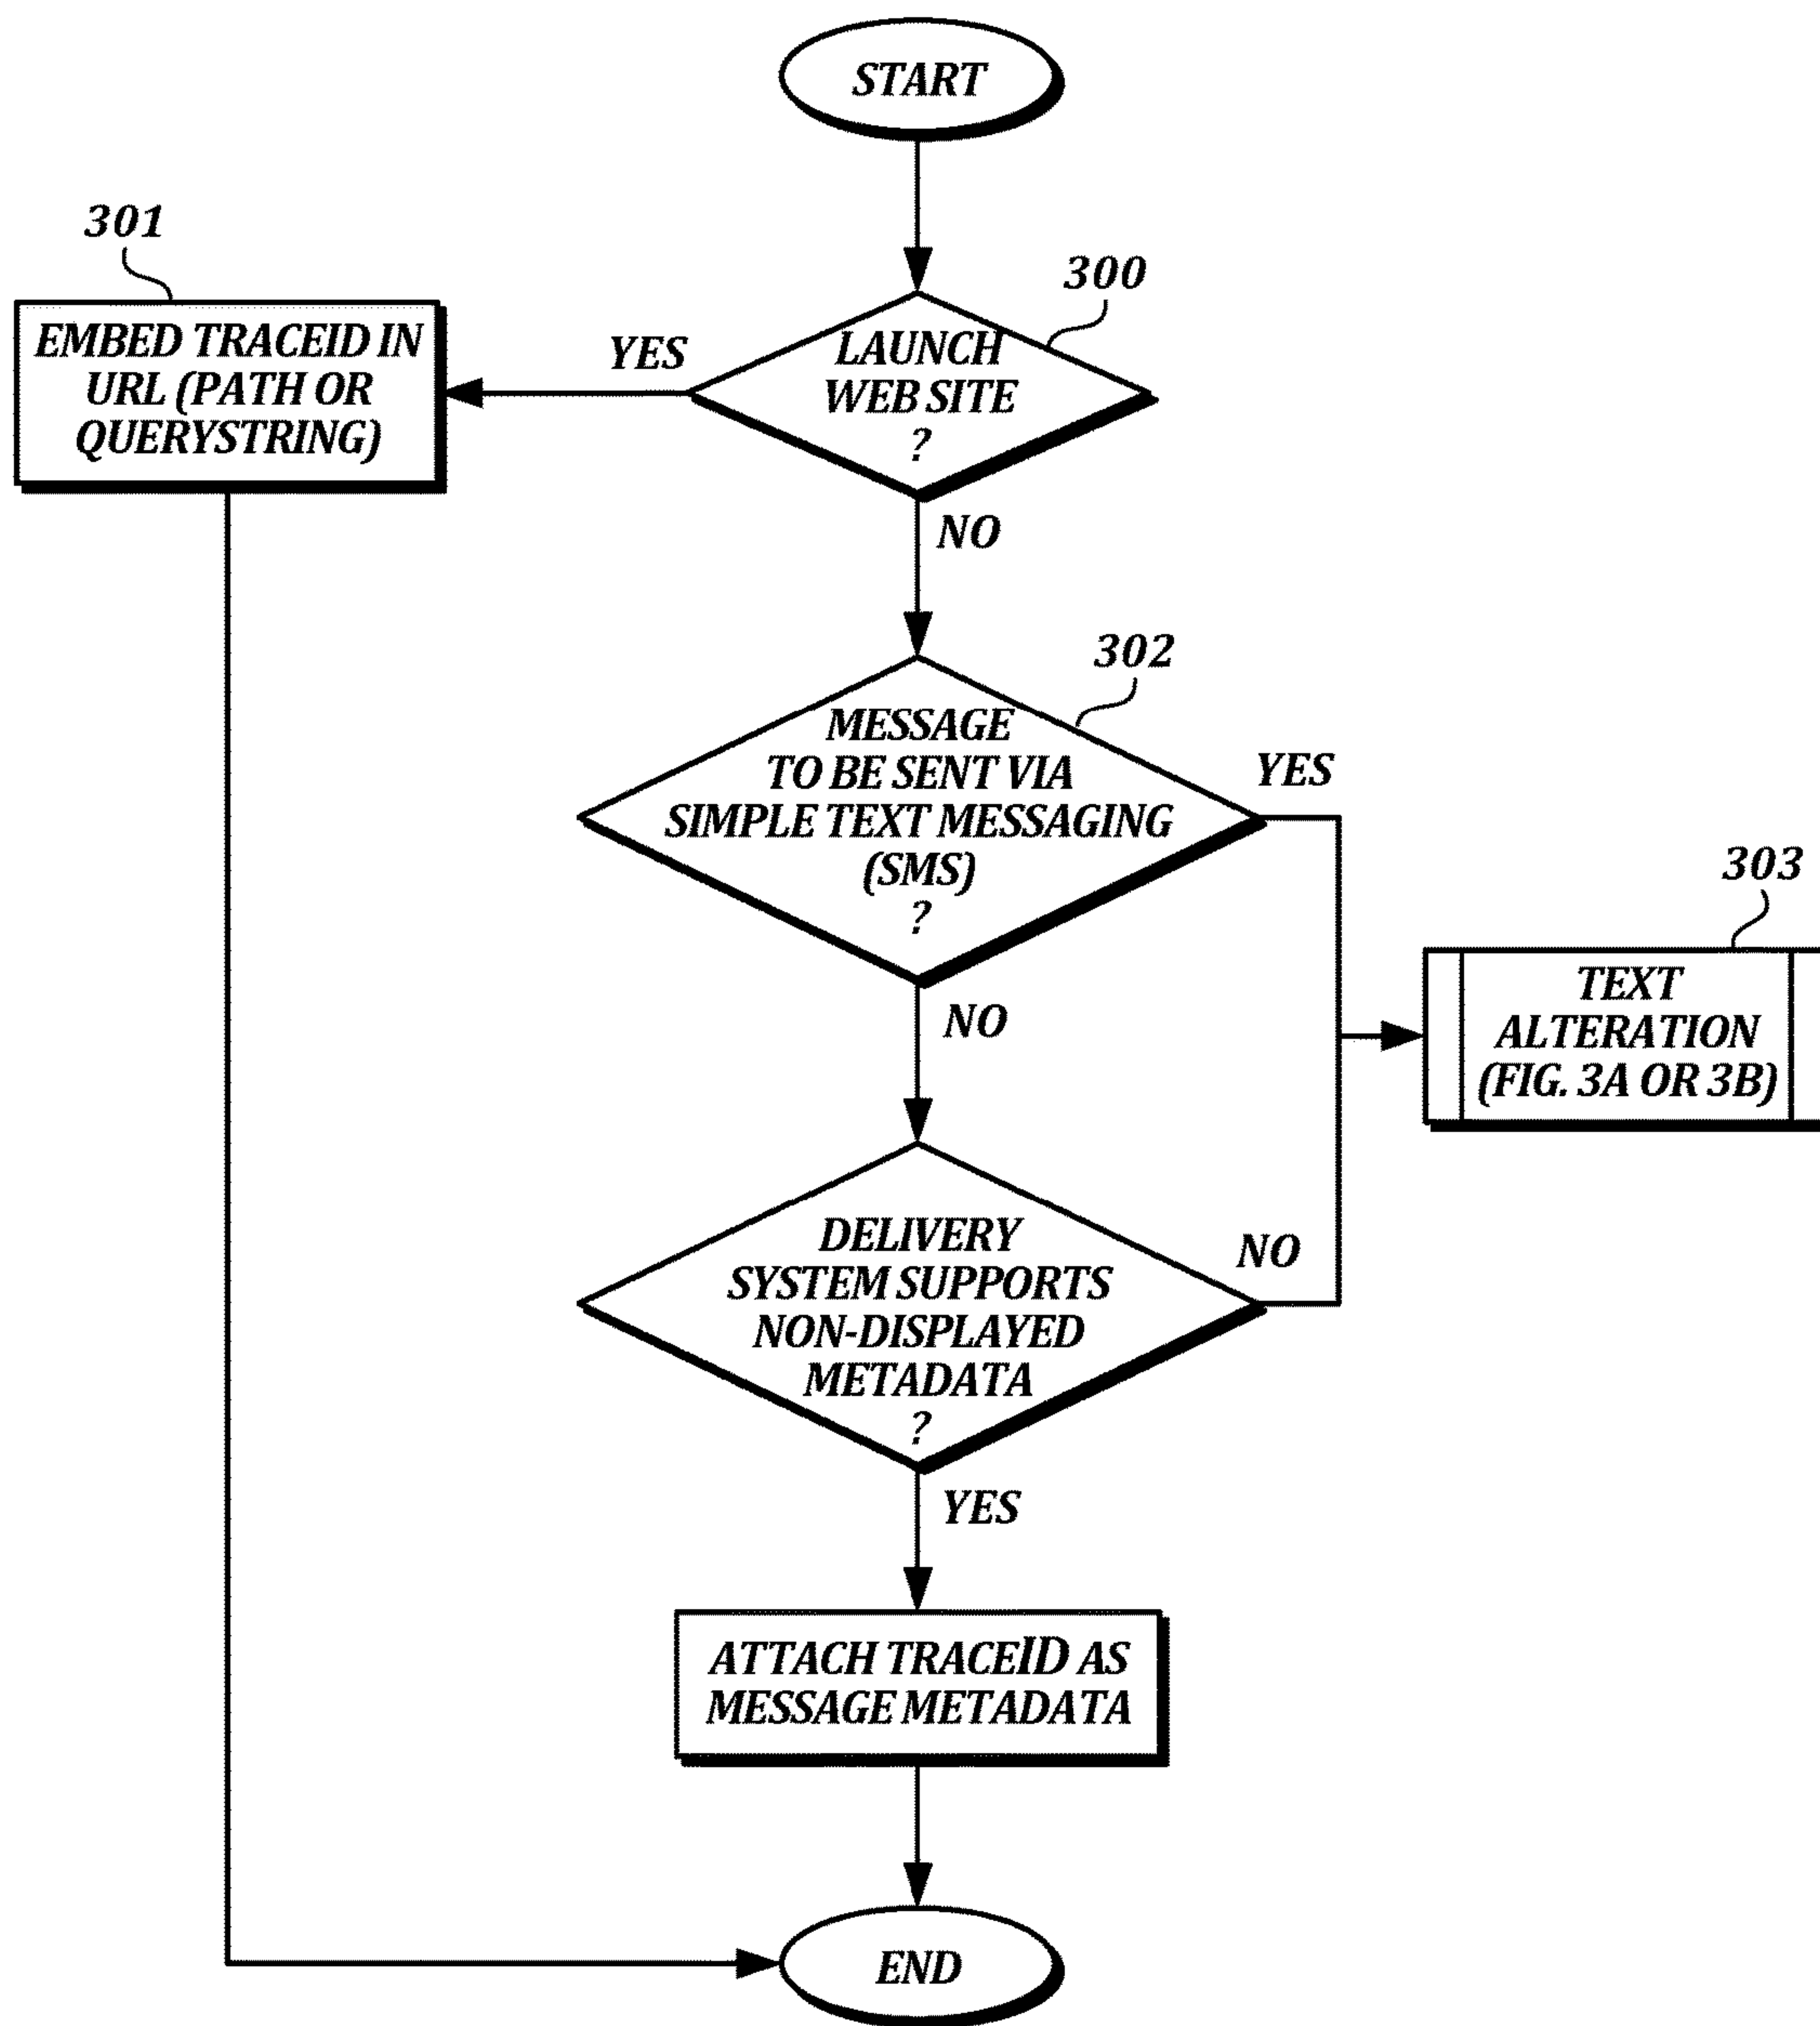 START
301
EMBED TRACEID IN
URL (PATH OR
QUERYSTRING)
YES
300
LAUNCH
WEB SITE
?
NO
302
MESSAGE
TO BE SENT VIA
SIMPLE TEXT MESSAGING
(SMS)
?
YES
303
TEXT
ALTERATION
(FIG. 3A OR 3B)
NO
DELIVERY
SYSTEM SUPPORTS
NON-DISPLAYED
METADATA
?
NO
YES
ATTACH TRACEID AS
MESSAGE METADATA
END